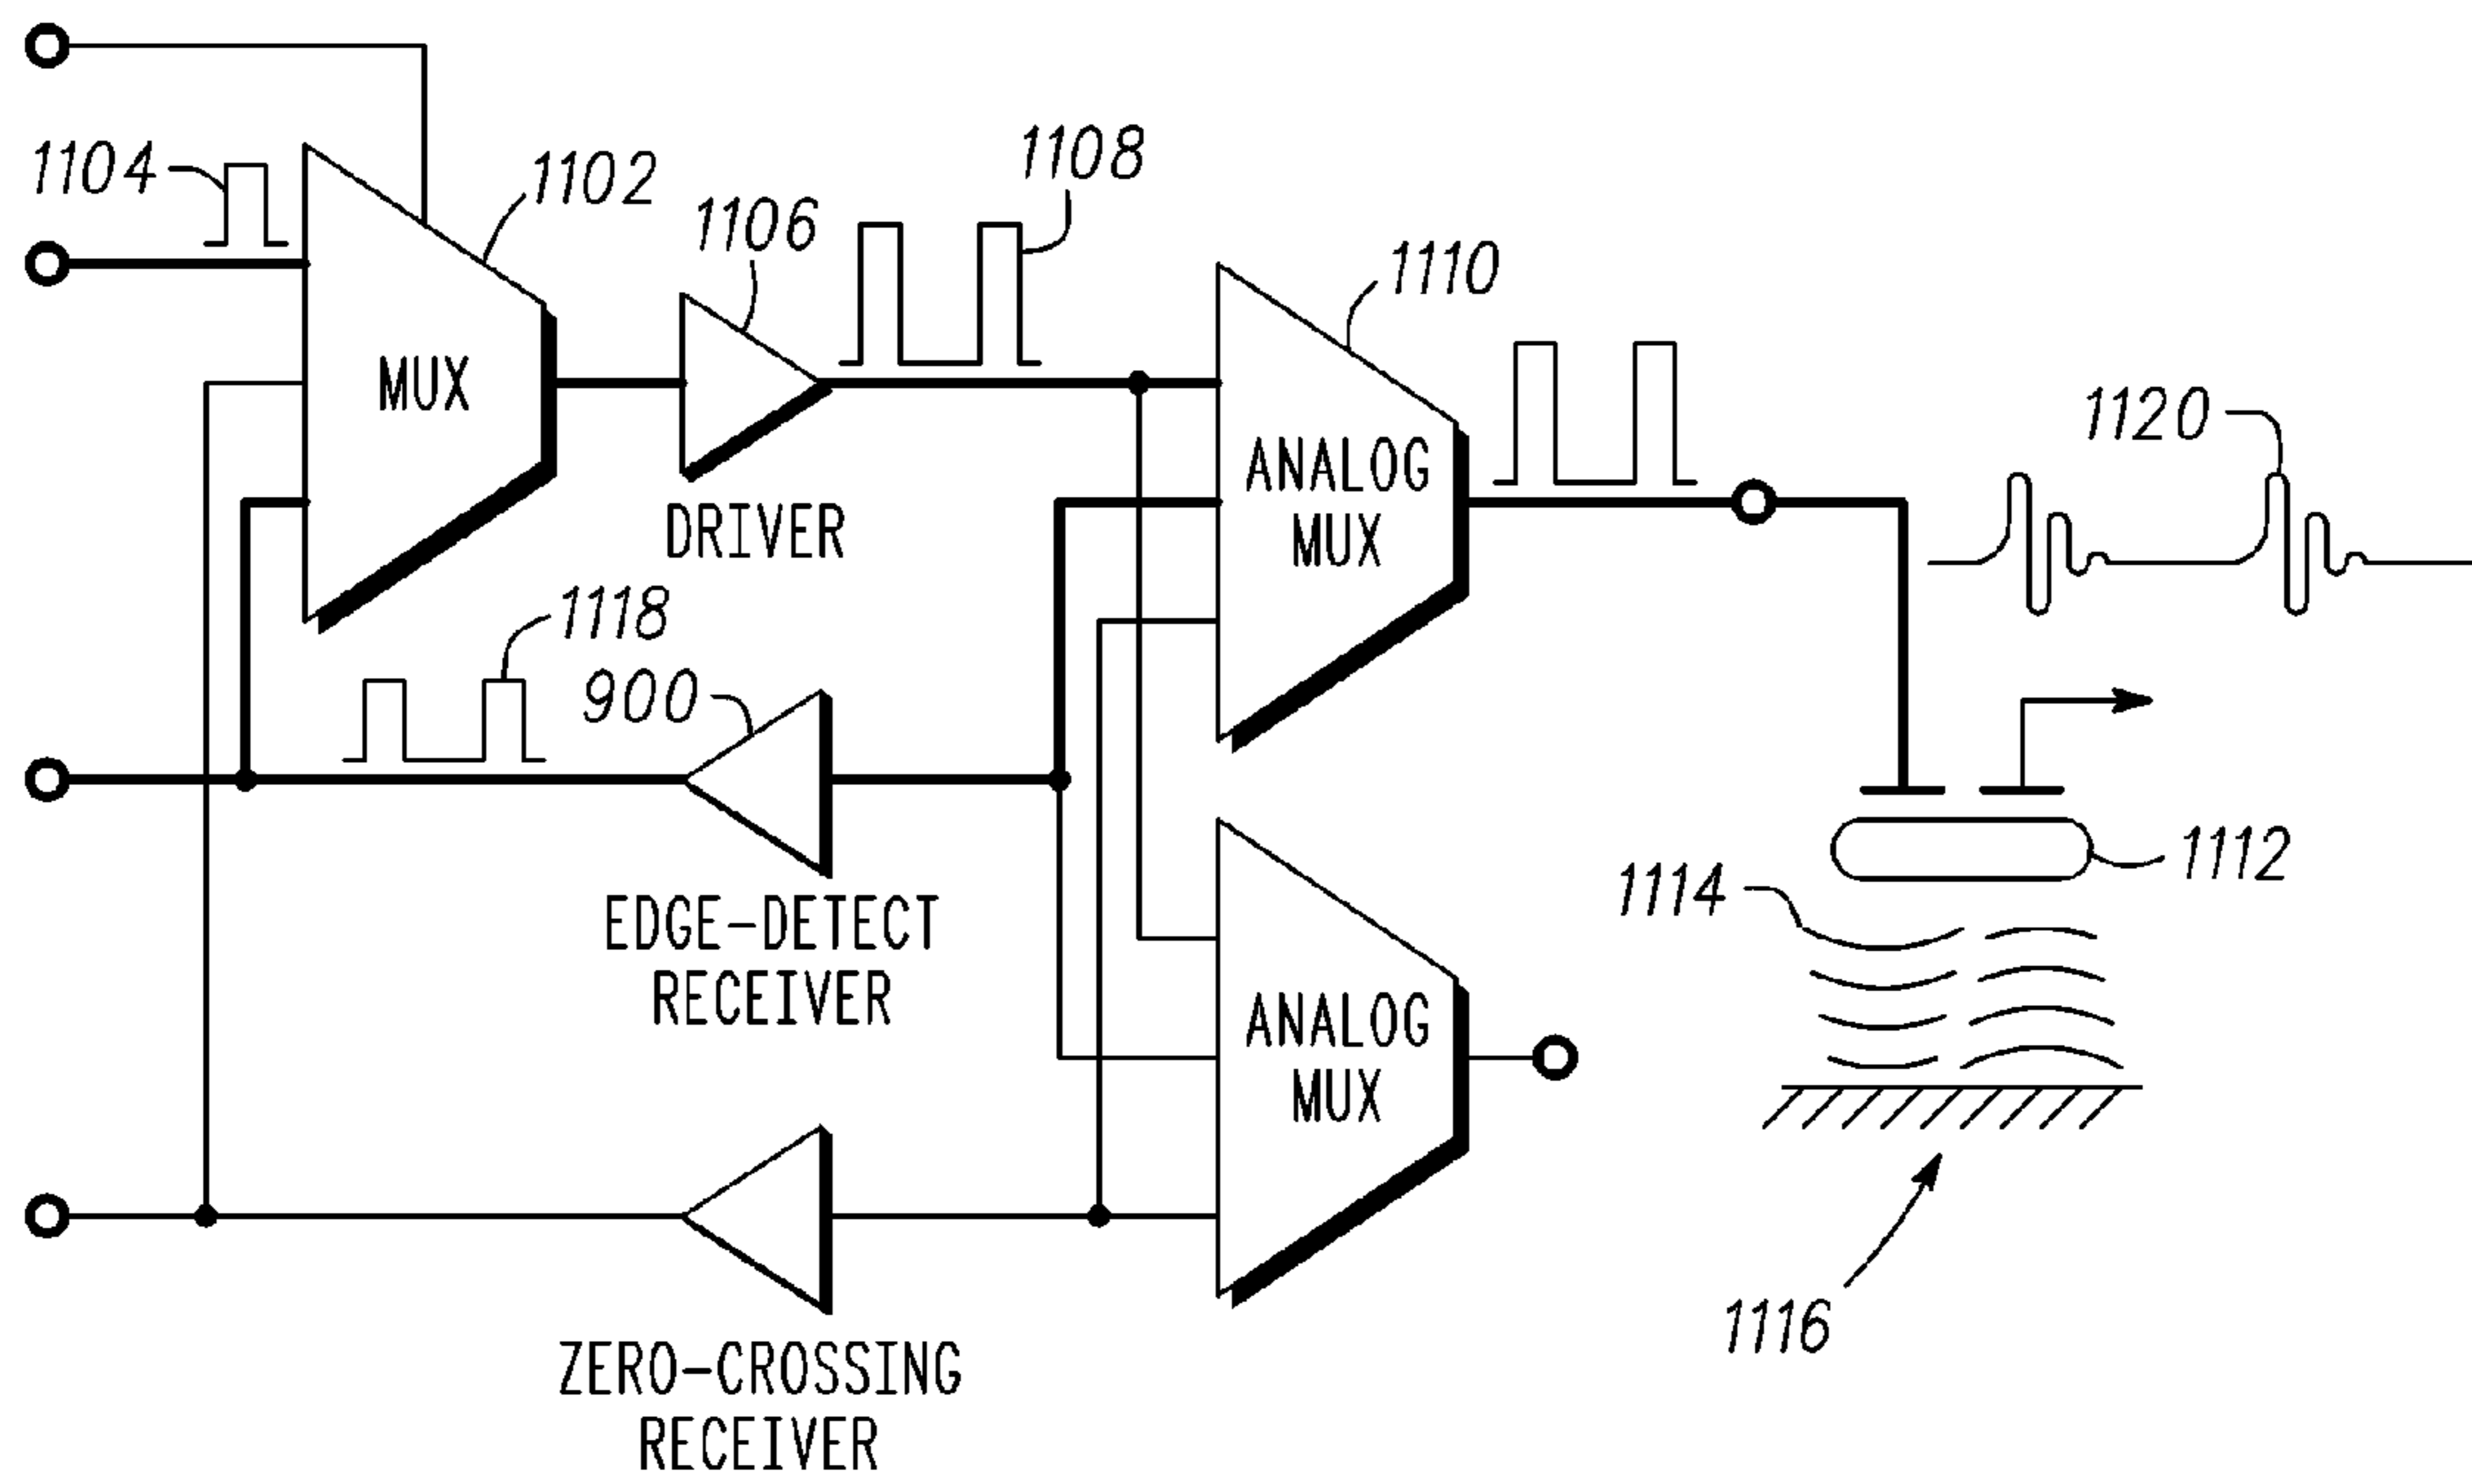 1104
1102
1106
1108
1110
1120
MUX
DRIVER
ANALOG
MUX
1118
900
EDGE-DETECT
RECEIVER
1112
1114
ANALOG
MUX
1116
ZERO-CROSSING
RECEIVER